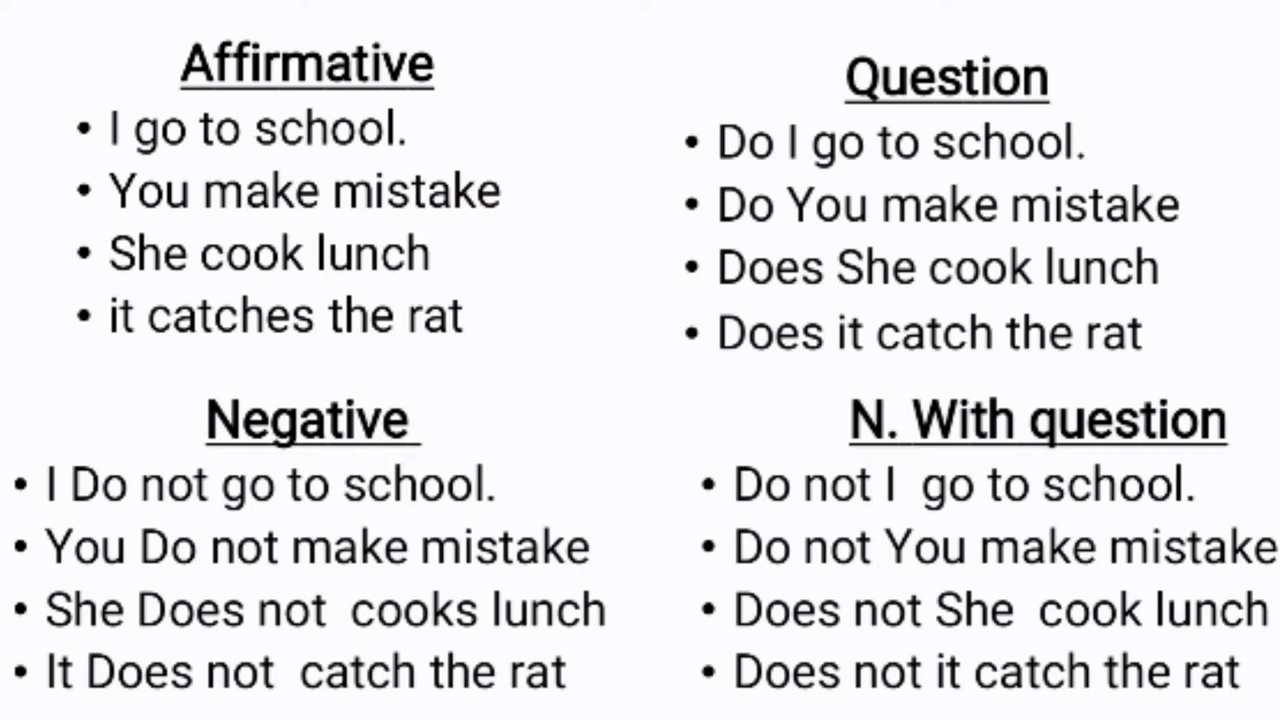 Affirmative
• I go to school.
• You make mistake
• She cook lunch
• it catches the rat
Question
• Do I go to school.
• Do You make mistake
• Does She cook lunch
• Does it catch the rat
Negative
• I Do not go to school.
• You Do not make mistake
• She Does not cooks lunch
• It Does not catch the rat
N. With question
• Do not I go to school.
• Do not You make mistake
• Does not She cook lunch
• Does not it catch the rat